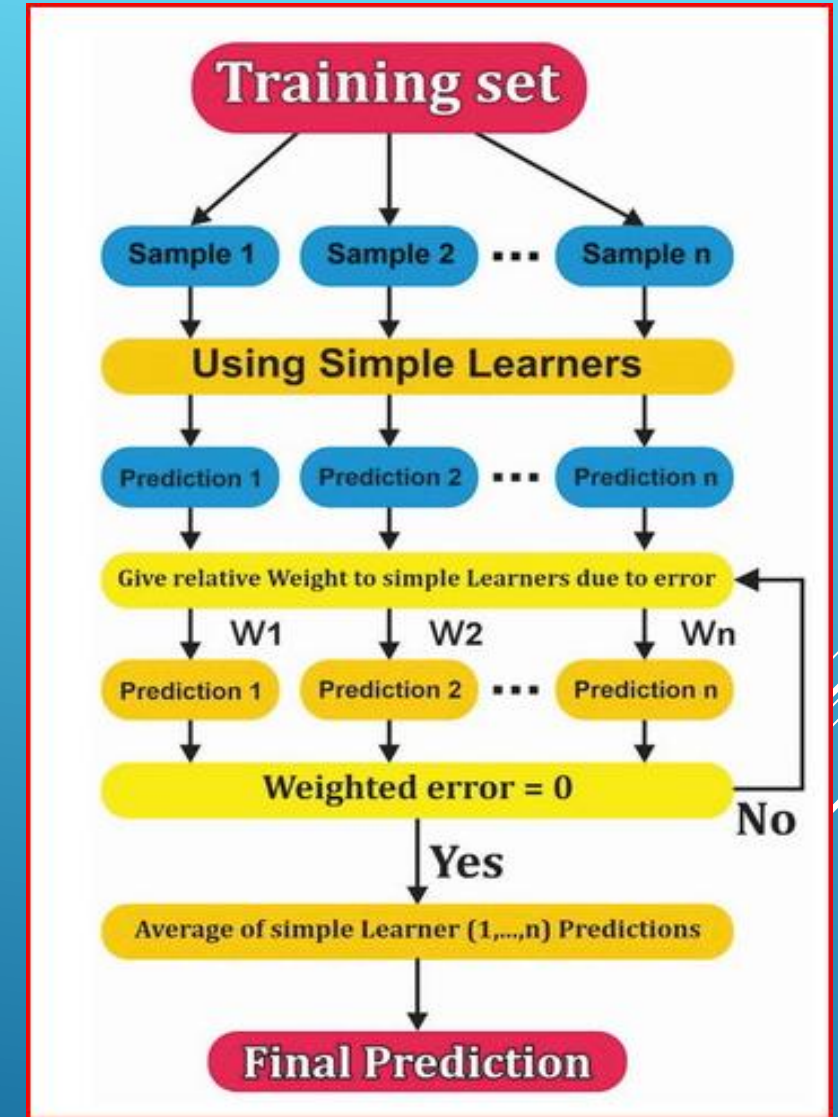 Training set
Sample 1 Sample 2 ... Sample n
Using Simple Learners
Prediction 1 Prediction 2 ... Prediction n
Give relative Weight to simple Learners due to error
W1 W2 Wn
Prediction 1 Prediction 2 ... Prediction n
Weighted error = 0
No
Yes
Average of simple Learner (1,...,n) Predictions
Final Prediction